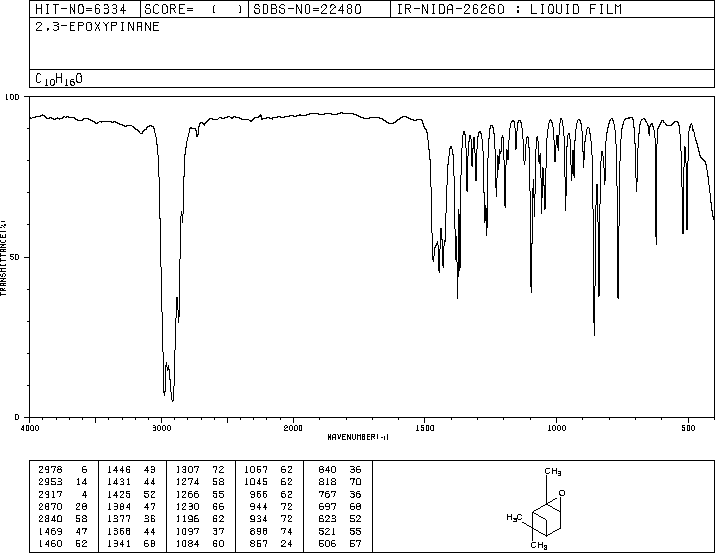 HIT-NO=6334 SCORE= ( ) SDBS-NO=22480 IR-NIDA-26260 : LIQUID FILM
2,3-EPOXYPINANE
C10H16O
100
50
0
TRANSMITTANCE(%)
4000 3000 2000 1500 1000 500
WAVENUMBER(-1)
2978 6 1446 43 1307 72 1067 62 840 36
2953 14 1431 44 1274 58 1045 62 818 70
2917 4 1425 52 1266 55 966 62 767 36
2870 28 1384 47 1230 66 944 72 697 68
2840 58 1377 36 1196 62 934 72 623 52
1469 47 1368 44 1097 37 898 74 521 55
1460 62 1341 68 1084 60 857 24 506 57
CH3
O
H3C
CH3